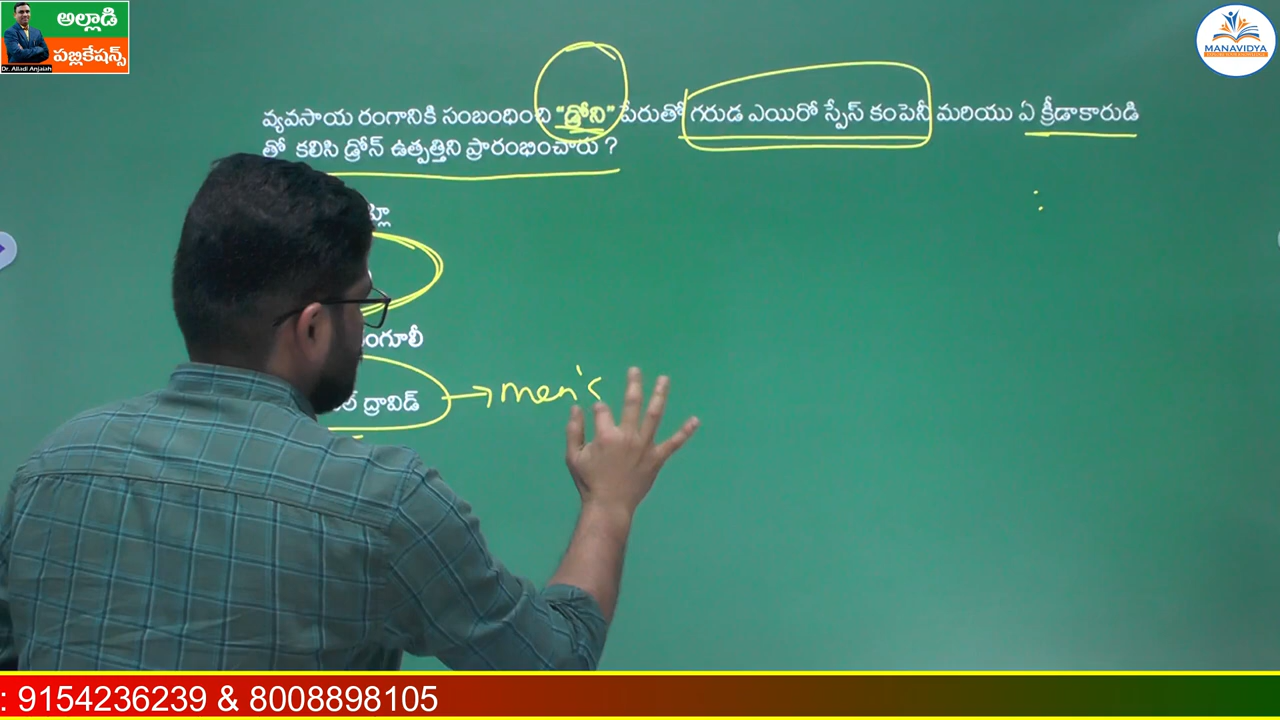 అల్లాడి
పబ్లికేషన్స్
Dr. Alladi Anjaiah
MANAVIDYA
వ్యవసాయ రంగానికి సంబంధించి "డ్రోని" పేరుతో గరుడ ఎయిరో స్పేస్ కంపెనీ మరియు ఏ క్రీడాకారుడి
తో కలిసి డ్రోన్ ఉత్పత్తిని ప్రారంభించారు ?
ద్రావిడ్ → men's
: 9154236239 & 8008898105